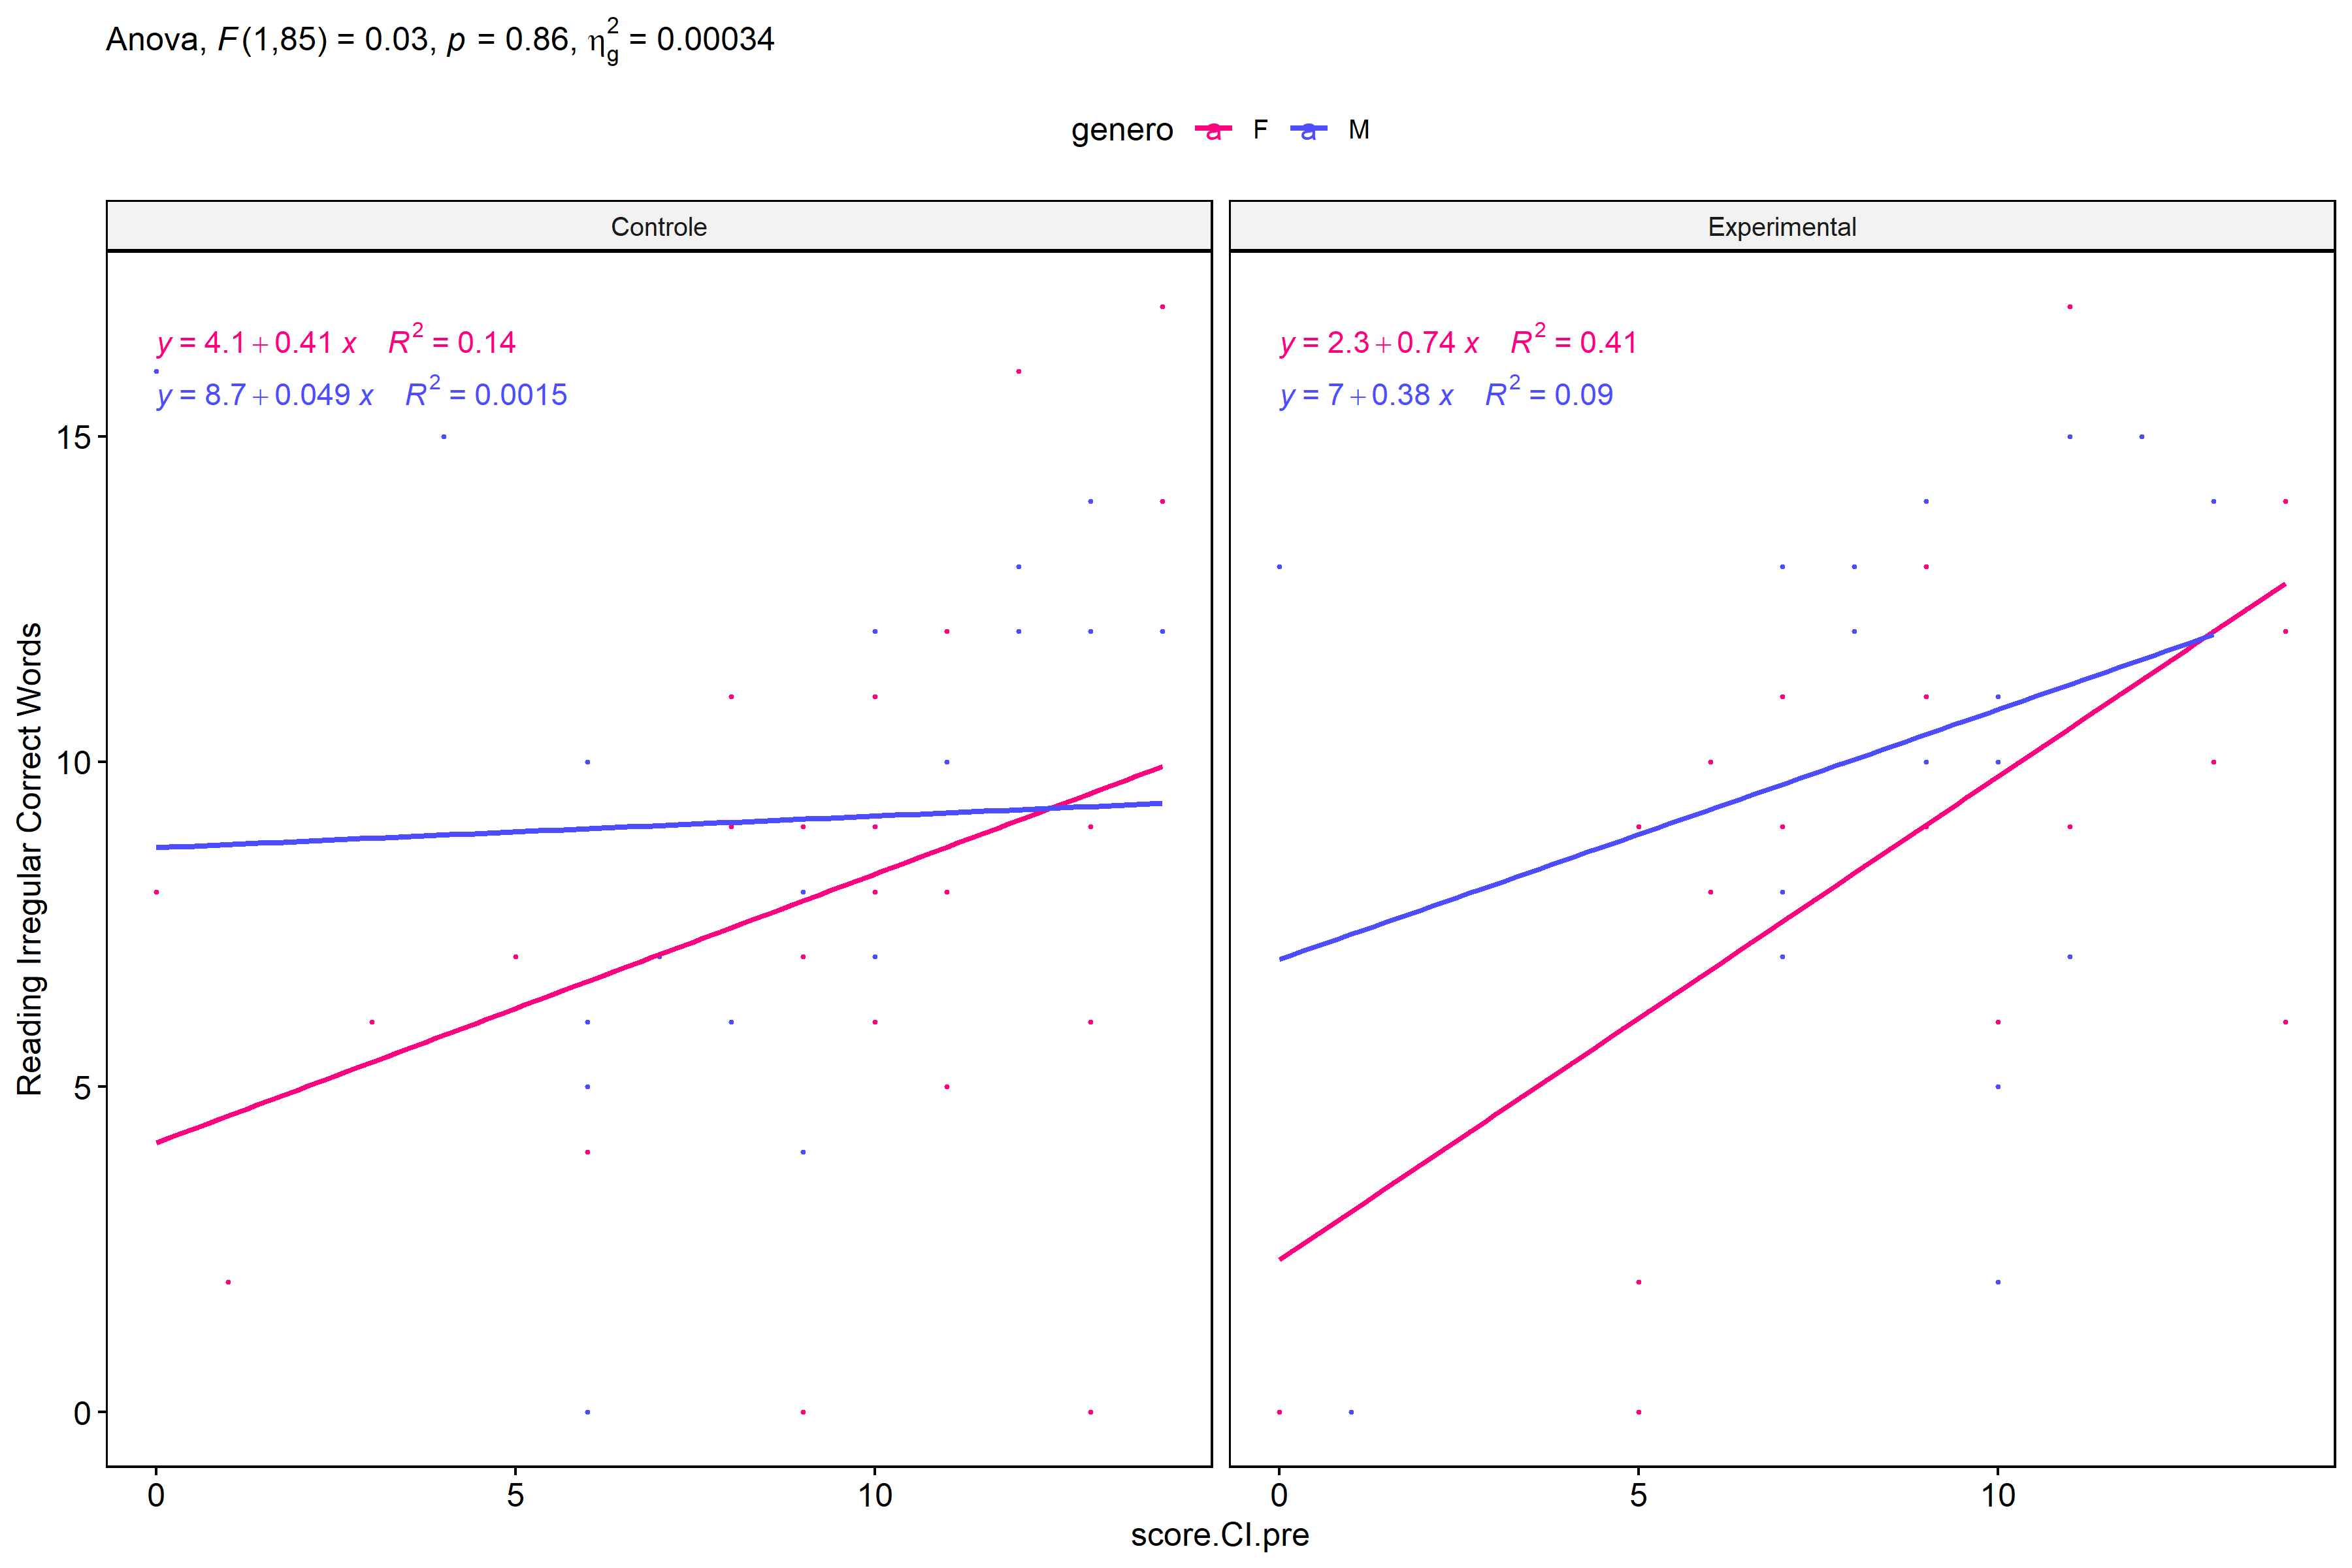 Anova, F(1,85) = 0.03, p = 0.86, η²g = 0.00034
genero a F a M
Controle
Experimental
y = 4.1 + 0.41 x R² = 0.14
y = 8.7 + 0.049 x R² = 0.0015
y = 2.3 + 0.74 x R² = 0.41
y = 7 + 0.38 x R² = 0.09
Reading Irregular Correct Words
15
10
5
0
0 5 10
0 5 10
score.CI.pre